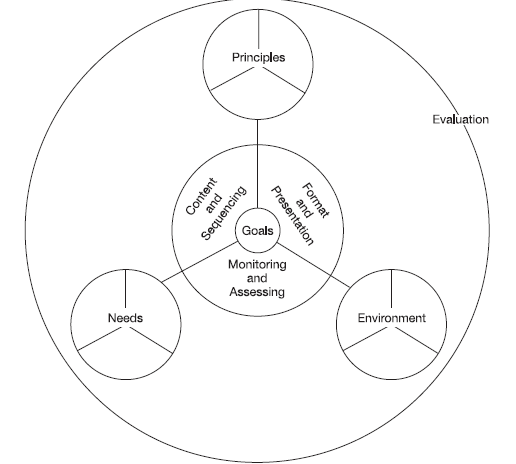 Principles
Evaluation
Content
and
Sequencing
Format
and
Presentation
Goals
Monitoring
and
Assessing
Needs
Environment